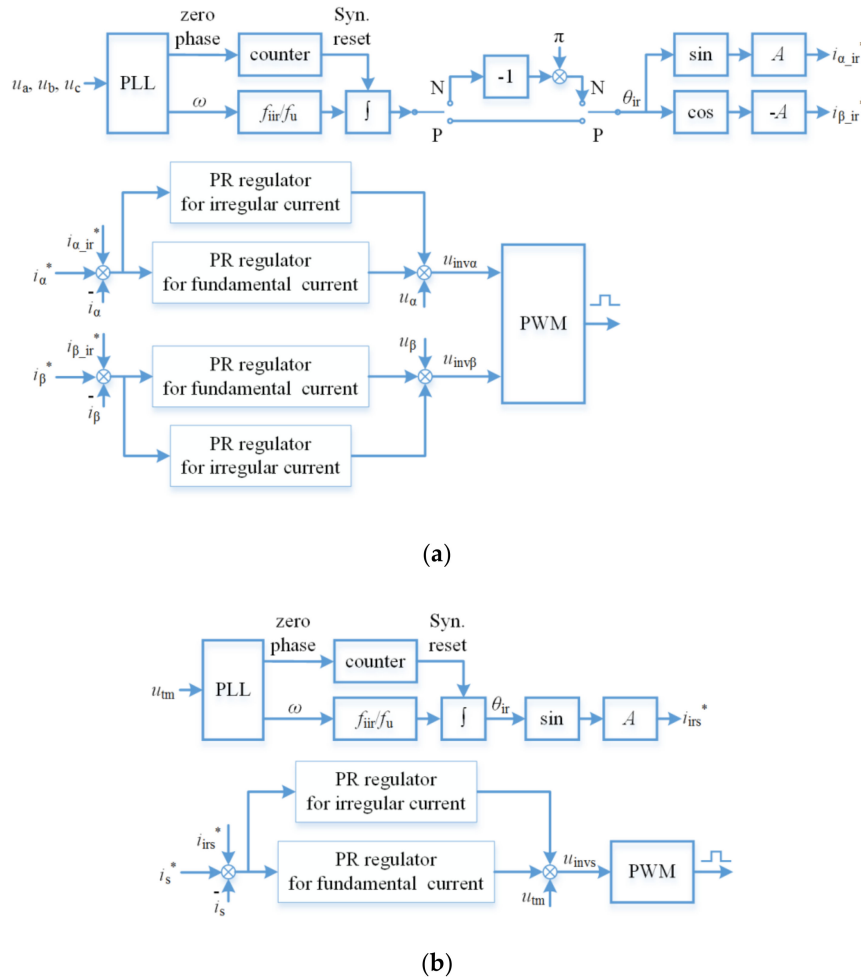 zero phase
Syn. reset
π
u_a, u_b, u_c
PLL
counter
-1
N
N
sin
A
i_α_ir*
ω
f_iir/f_u
∫
P
P
θ_ir
cos
-A
i_β_ir*
PR regulator
for irregular current
i_α_ir*
i_α*
-
i_α
PR regulator
for fundamental current
u_invα
u_α
PWM
i_β_ir*
i_β*
-
i_β
PR regulator
for fundamental current
u_β
u_invβ
PR regulator
for irregular current
(a)
zero phase
Syn. reset
u_tm
PLL
counter
ω
f_iir/f_u
∫
θ_ir
sin
A
i_irs*
PR regulator
for irregular current
i_irs*
i_s*
-
i_s
PR regulator
for fundamental current
u_invs
u_tm
PWM
(b)